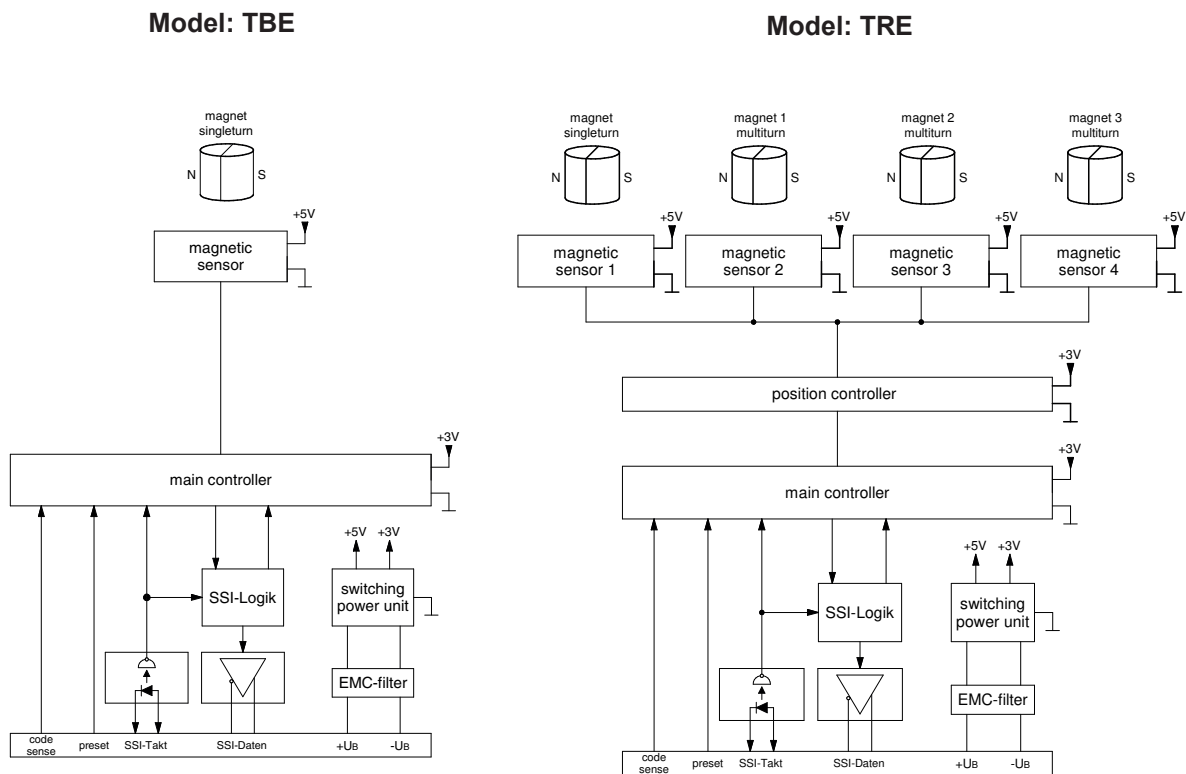 Model: TBE
magnet
singleturn
N
S
+5V
magnetic
sensor
+3V
main controller
+5V
+3V
SSI-Logik
switching
power unit
EMC-filter
code
sense
preset
SSI-Takt
SSI-Daten
+UB
-UB
Model: TRE
magnet
singleturn
magnet 1
multiturn
magnet 2
multiturn
magnet 3
multiturn
N
S
N
S
N
S
N
S
+5V
+5V
+5V
+5V
magnetic
sensor 1
magnetic
sensor 2
magnetic
sensor 3
magnetic
sensor 4
+3V
position controller
+3V
main controller
+5V
+3V
SSI-Logik
switching
power unit
EMC-filter
code
sense
preset
SSI-Takt
SSI-Daten
+UB
-UB